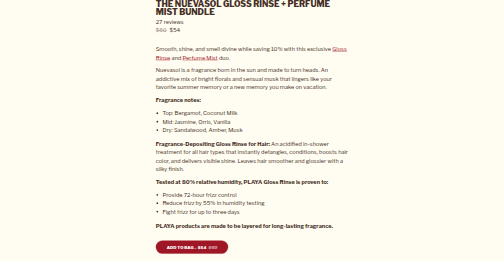 THE NUEVASOL GLOSS RINSE + PERFUME
MIST BUNDLE
27 reviews
$60 $54
Smooth, shine, and smell divine while saving 10% with this exclusive Gloss
Rinse and Perfume Mist duo.
Nuevasol is a fragrance born in the sun and made to turn heads. An
addictive mix of bright florals and sensual musk that lingers like your
favorite summer memory or a new memory you make on vacation.
Fragrance notes:
• Top: Bergamot, Coconut Milk
• Mid: Jasmine, Orris, Vanilla
• Dry: Sandalwood, Amber, Musk
Fragrance-Depositing Gloss Rinse for Hair: An acidified in-shower
treatment for all hair types that instantly detangles, conditions, boosts hair
color, and delivers visible shine. Leaves hair smoother and glossier with a
silky finish.
Tested at 80% relative humidity, PLAYA Gloss Rinse is proven to:
• Provide 72-hour frizz control
• Reduce frizz by 55% in humidity testing
• Fight frizz for up to three days
PLAYA products are made to be layered for long-lasting fragrance.
ADD TO BAG - $54 $60